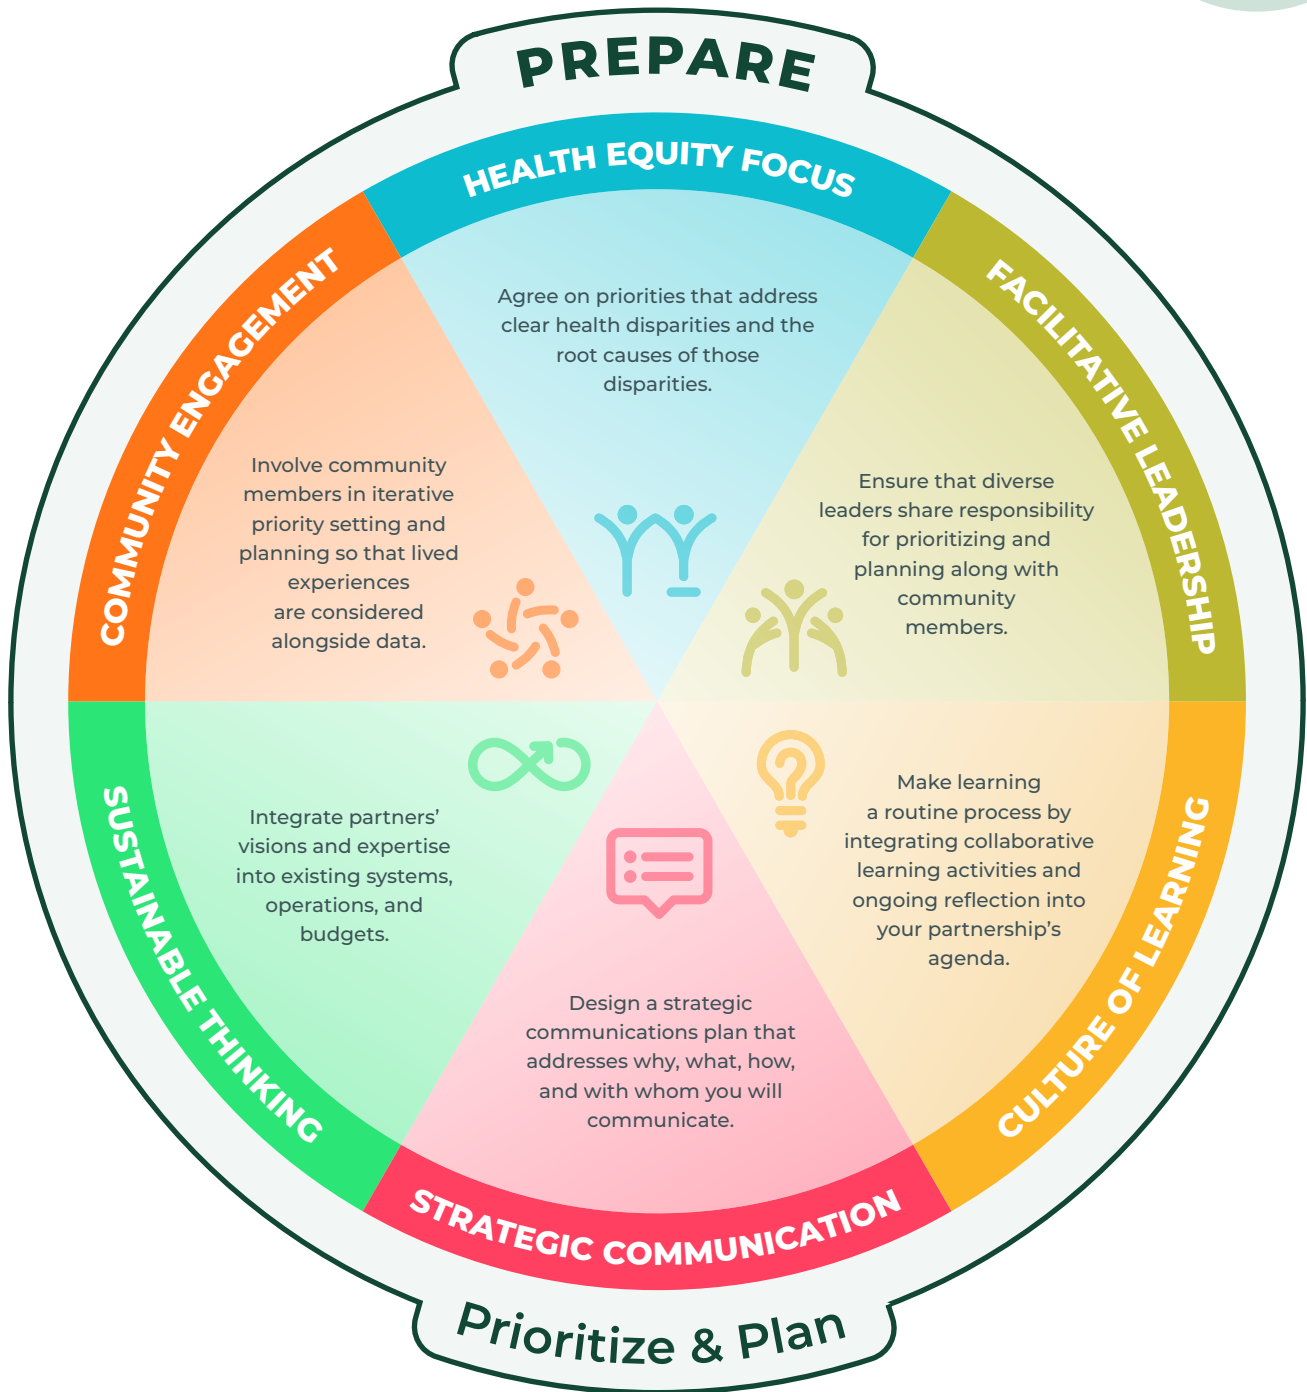 PREPARE
HEALTH EQUITY FOCUS
Agree on priorities that address
clear health disparities and the
root causes of those
disparities.
FACILITATIVE LEADERSHIP
Ensure that diverse
leaders share responsibility
for prioritizing and
planning along with
community
members.
CULTURE OF LEARNING
Make learning
a routine process by
integrating collaborative
learning activities and
ongoing reflection into
your partnership’s
agenda.
STRATEGIC COMMUNICATION
Design a strategic
communications plan that
addresses why, what, how,
and with whom you will
communicate.
SUSTAINABLE THINKING
Integrate partners’
visions and expertise
into existing systems,
operations, and
budgets.
COMMUNITY ENGAGEMENT
Involve community
members in iterative
priority setting and
planning so that lived
experiences
are considered
alongside data.
Prioritize & Plan